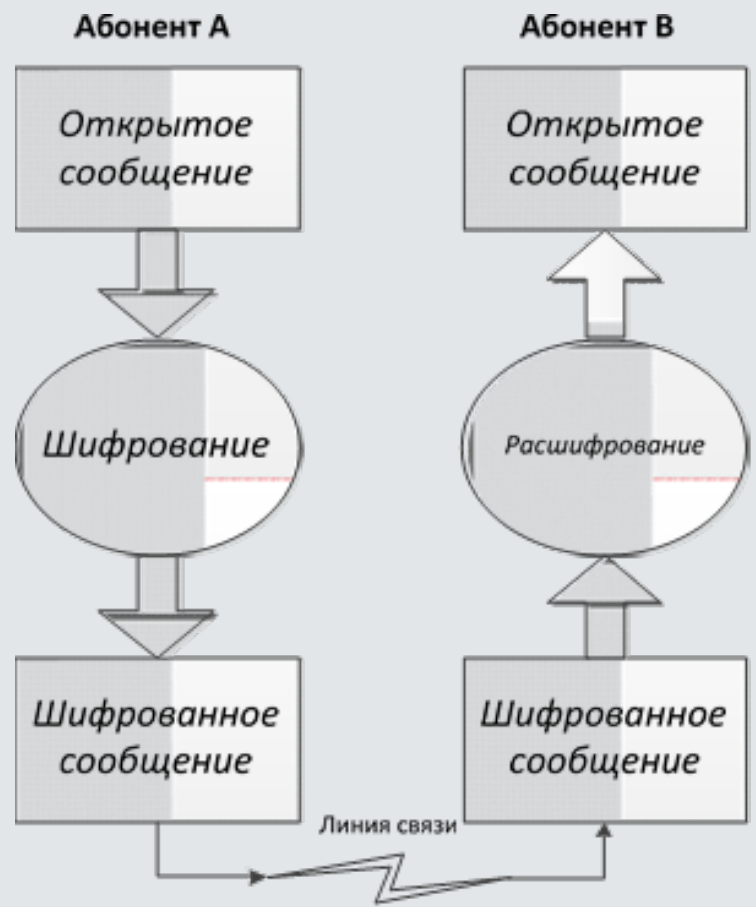 Абонент А
Абонент В
Открытое
сообщение
Открытое
сообщение
Шифрование
Расшифрование
Шифрованное
сообщение
Шифрованное
сообщение
Линия связи